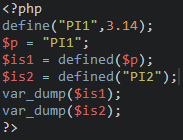 <?php
define("PI1",3.14);
$p = "PI1";
$is1 = defined($p);
$is2 = defined("PI2");
var_dump($is1);
var_dump($is2);
?>